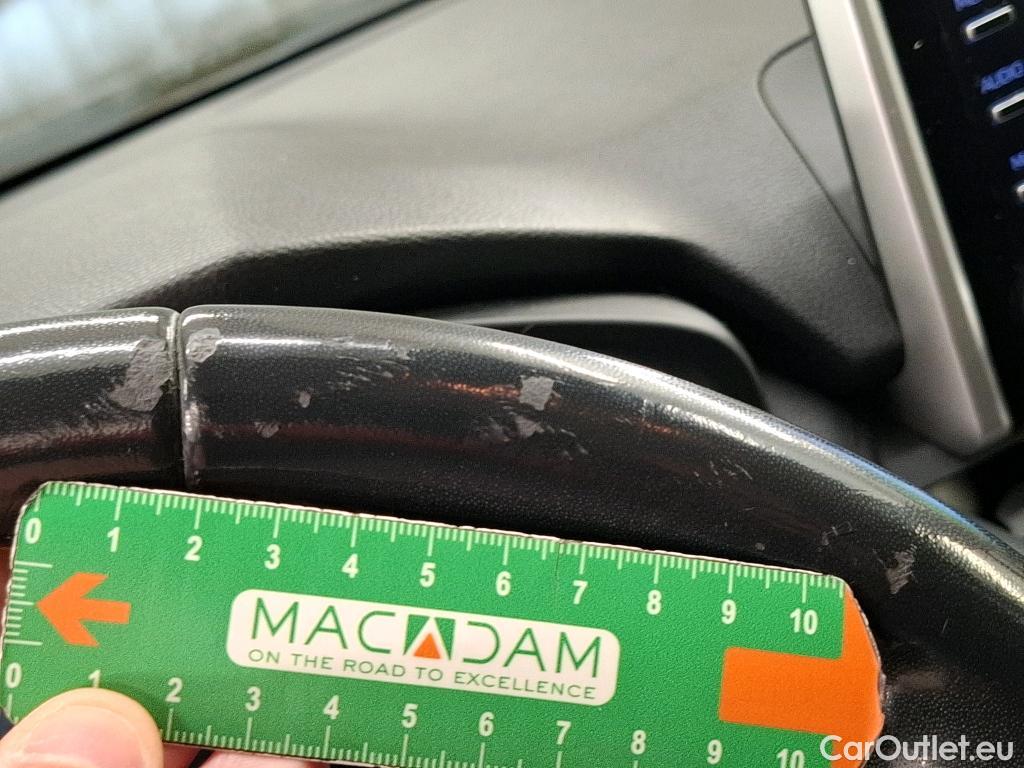 AUDIO
0 1 2 3 4 5 6 7 8 9 10
MACADAM
ON THE ROAD TO EXCELLENCE
0 1 2 3 4 5 6 7 8 9 10
CarOutlet.eu